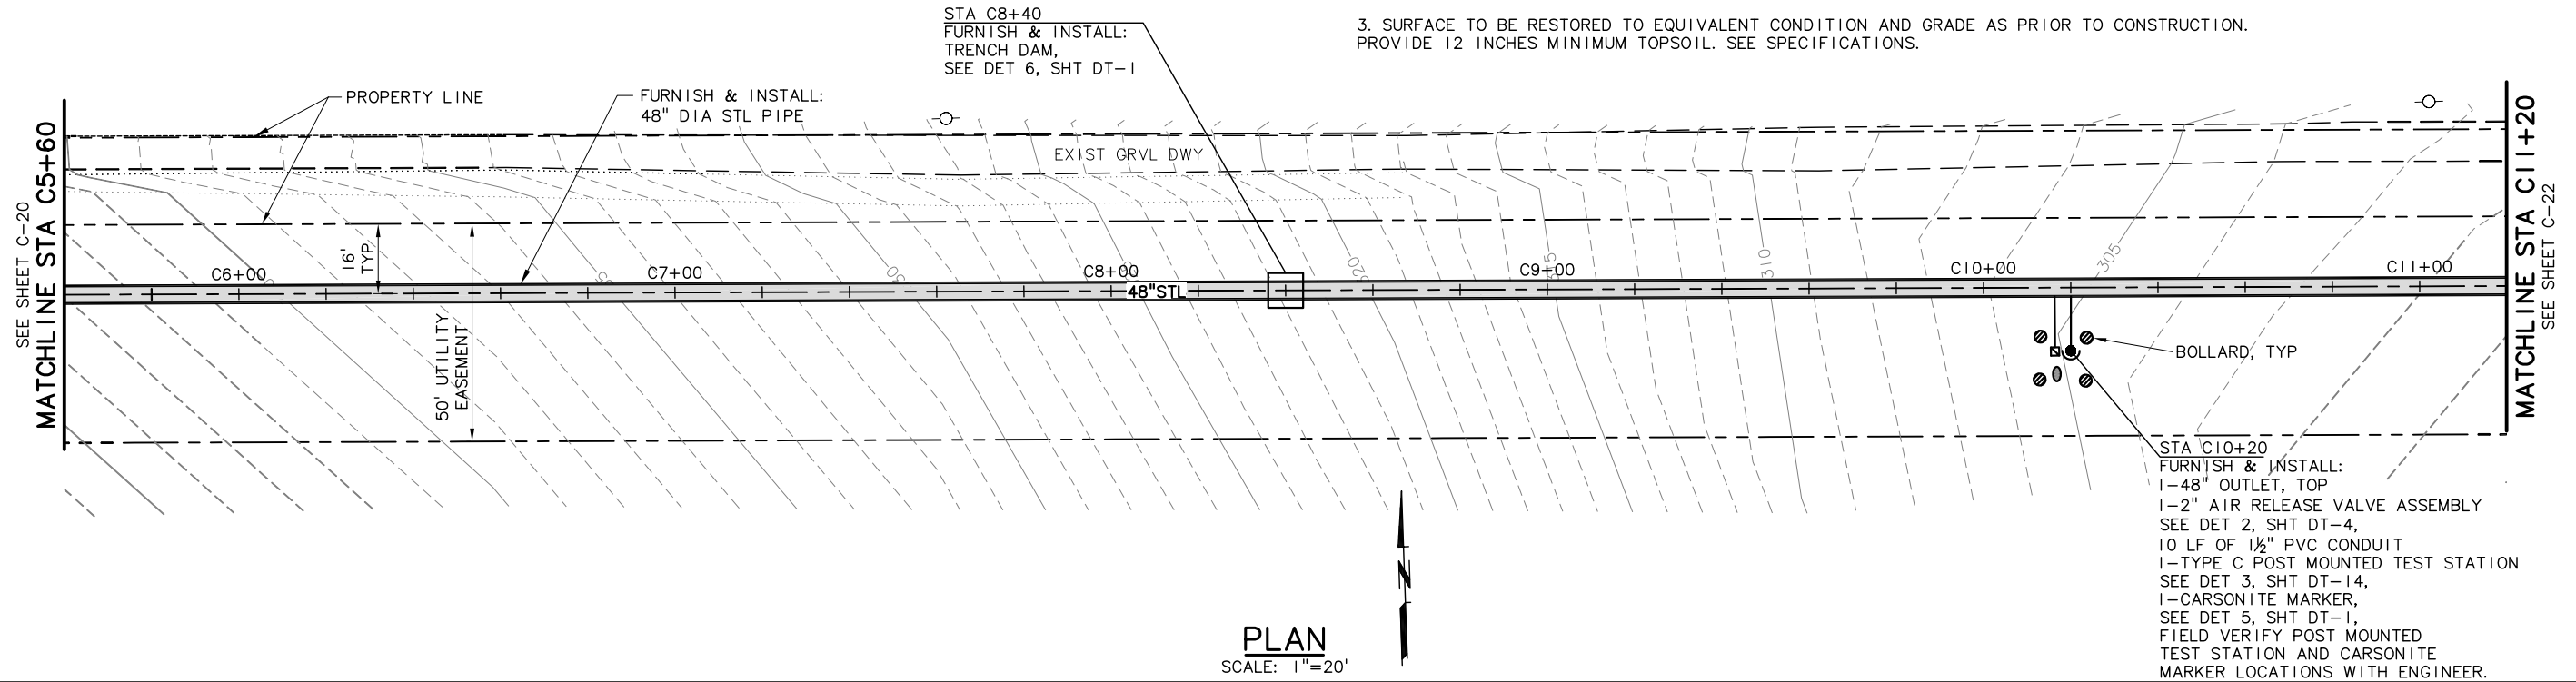 STA C8+40
FURNISH & INSTALL:
TRENCH DAM,
SEE DET 6, SHT DT-1
3. SURFACE TO BE RESTORED TO EQUIVALENT CONDITION AND GRADE AS PRIOR TO CONSTRUCTION.
PROVIDE 12 INCHES MINIMUM TOPSOIL. SEE SPECIFICATIONS.
PROPERTY LINE
FURNISH & INSTALL:
48" DIA STL PIPE
EXIST GRVL DWY
SEE SHEET C-20
MATCHLINE STA C5+60
MATCHLINE STA C11+20
SEE SHEET C-22
16'
TYP
C6+00
C7+00
C8+00
C9+00
C10+00
C11+00
310
305
48"STL
50' UTILITY
EASEMENT
BOLLARD, TYP
STA C10+20
FURNISH & INSTALL:
1-48" OUTLET, TOP
1-2" AIR RELEASE VALVE ASSEMBLY
SEE DET 2, SHT DT-4,
10 LF OF 1½" PVC CONDUIT
1-TYPE C POST MOUNTED TEST STATION
SEE DET 3, SHT DT-14,
1-CARSONITE MARKER,
SEE DET 5, SHT DT-1,
FIELD VERIFY POST MOUNTED
TEST STATION AND CARSONITE
MARKER LOCATIONS WITH ENGINEER.
N
PLAN
SCALE: 1"=20'